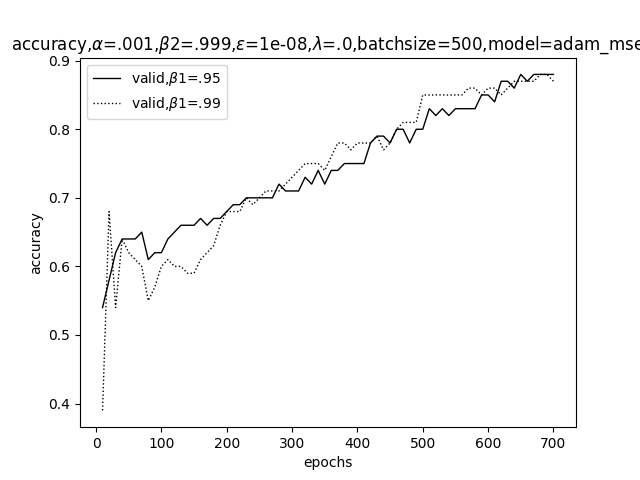 accuracy,α=.001,β2=.999,ε=1e-08,λ=.0,batchsize=500,model=adam_mse
valid,β1=.95
valid,β1=.99
accuracy
0.9
0.8
0.7
0.6
0.5
0.4
0 100 200 300 400 500 600 700
epochs